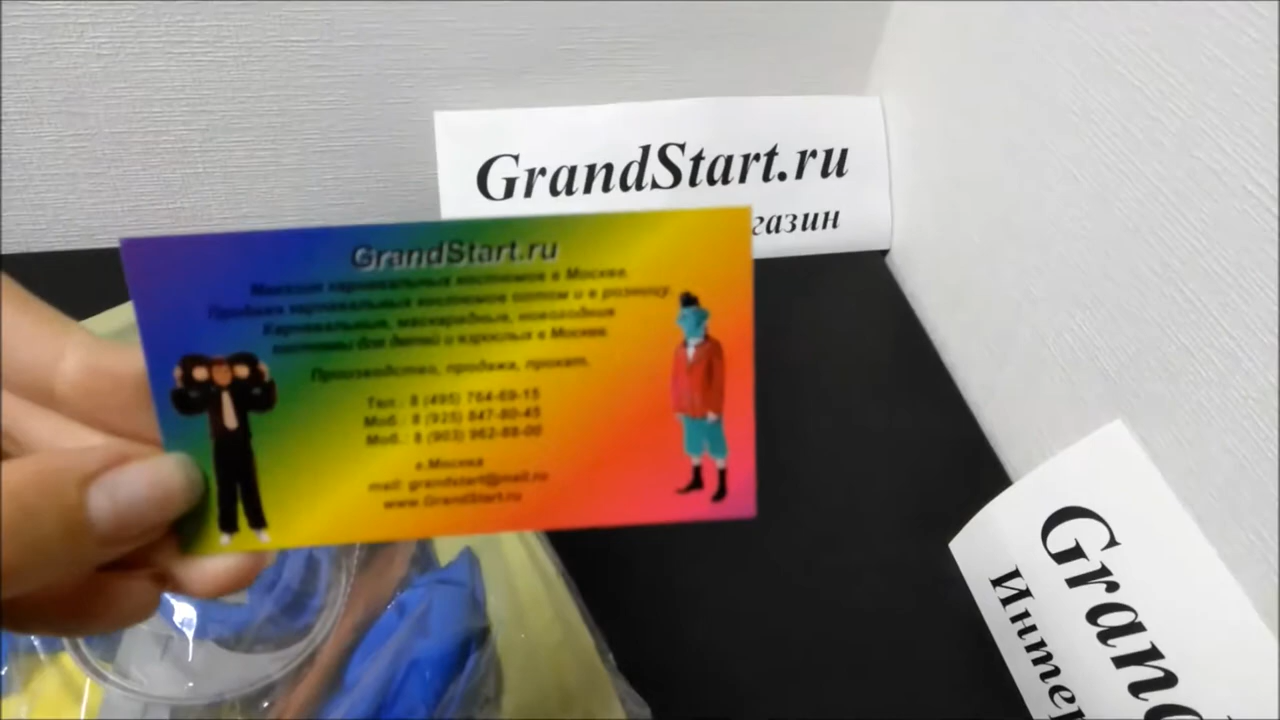 GrandStart.ru
газин
GrandStart.ru
Магазин карнавальных костюмов в Москве.
Продажа карнавальных костюмов оптом и в розницу.
Карнавальные, маскарадные, новогодние
костюмы для детей и взрослых в Москве.
Производство, продажа, прокат.
Тел.: 8 (495) 764-69-15
Моб.: 8 (925) 847-80-45
Моб.: 8 (903) 962-88-00
г.Москва
mail: grandstart@mail.ru
www.GrandStart.ru
Grand
Интер